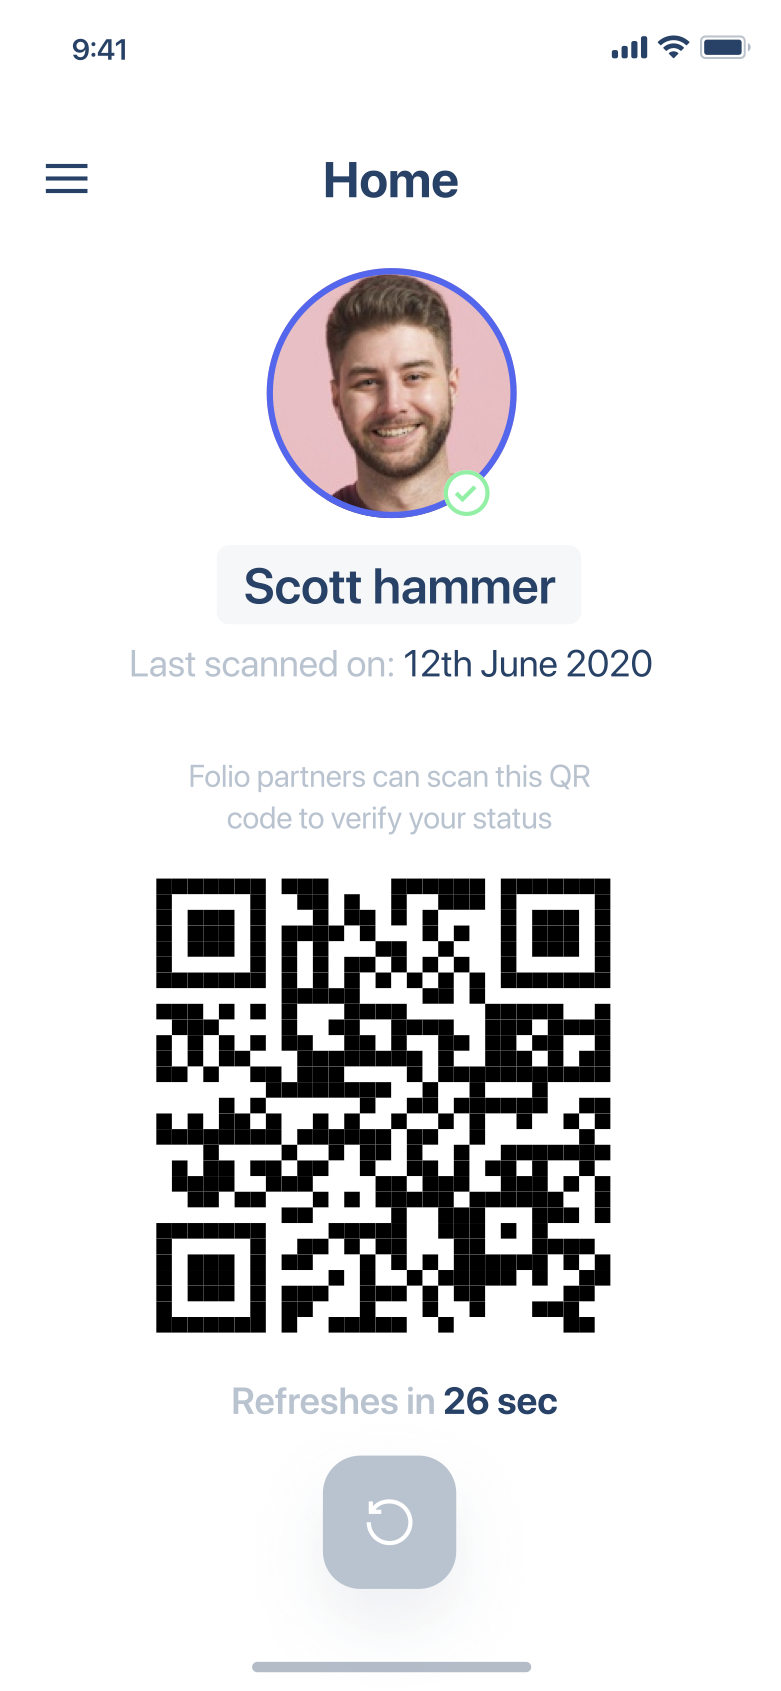 9:41
Home
Scott hammer
Last scanned on: 12th June 2020
Folio partners can scan this QR
code to verify your status
Refreshes in 26 sec